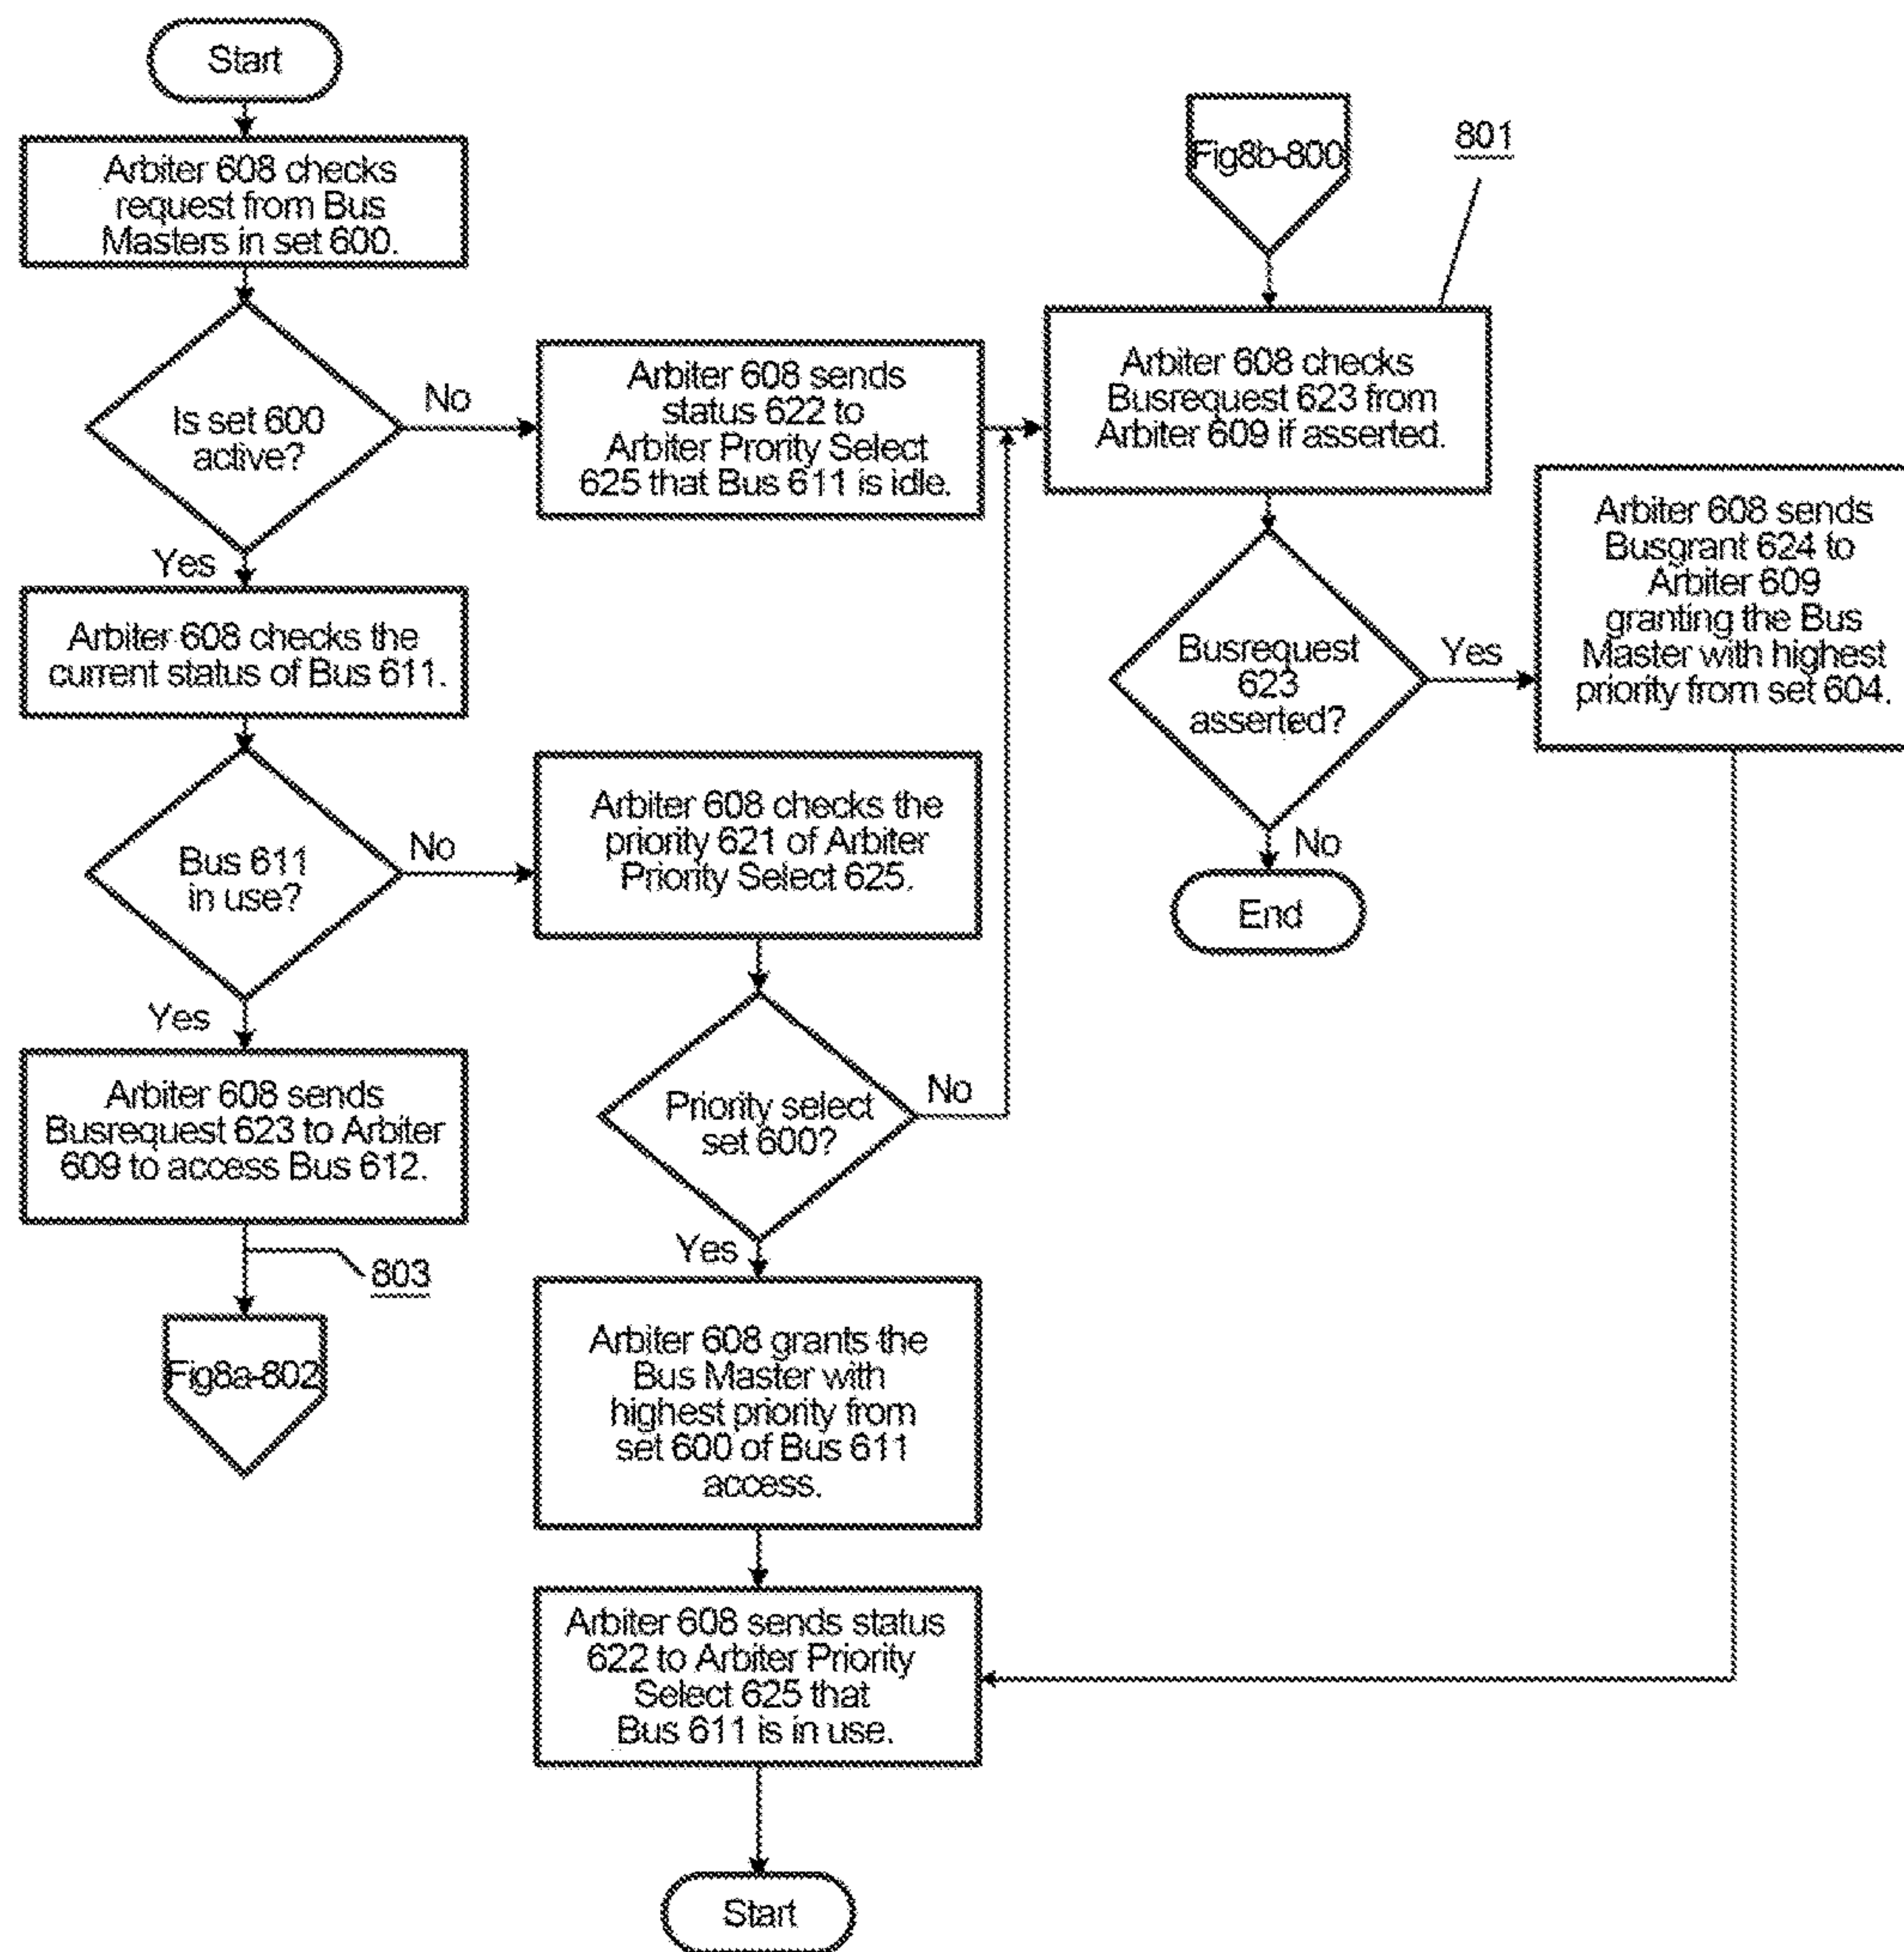 Start
Arbiter 608 checks
request from Bus
Masters in set 600.
Is set 600
active?
No
Yes
Arbiter 608 sends
status 622 to
Arbiter Prority Select
625 that Bus 611 is idle.
Arbiter 608 checks the
current status of Bus 611.
Bus 611
in use?
No
Yes
Arbiter 608 sends
Busrequest 623 to Arbiter
609 to access Bus 612.
803
Fig8a-802
Arbiter 608 checks the
priority 621 of Arbiter
Priority Select 625.
Priority select
set 600?
No
Yes
Arbiter 608 grants the
Bus Master with
highest priority from
set 600 of Bus 611
access.
Arbiter 608 sends status
622 to Arbiter Priority
Select 625 that
Bus 611 is in use.
Start
Fig8b-800
801
Arbiter 608 checks
Busrequest 623 from
Arbiter 609 if asserted.
Busrequest
623
asserted?
Yes
No
End
Arbiter 608 sends
Busgrant 624 to
Arbiter 609
granting the Bus
Master with highest
priority from set 604.